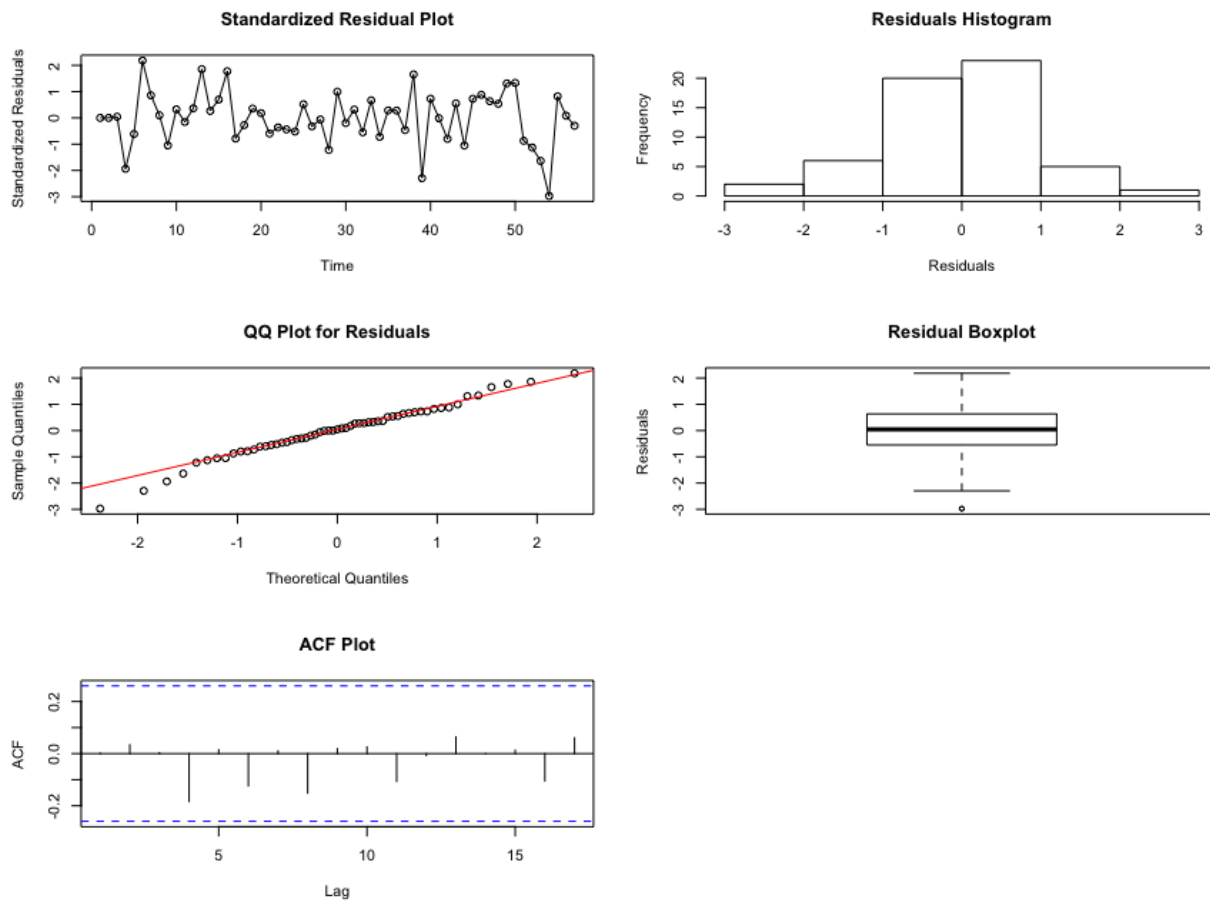 Standardized Residual Plot
Standardized Residuals
2
1
0
-1
-2
-3
0 10 20 30 40 50
Time
Residuals Histogram
Frequency
20
15
10
5
0
-3 -2 -1 0 1 2 3
Residuals
QQ Plot for Residuals
Sample Quantiles
2
1
0
-1
-2
-3
-2 -1 0 1 2
Theoretical Quantiles
Residual Boxplot
Residuals
2
1
0
-1
-2
-3
ACF Plot
ACF
0.2
0.0
-0.2
5 10 15
Lag